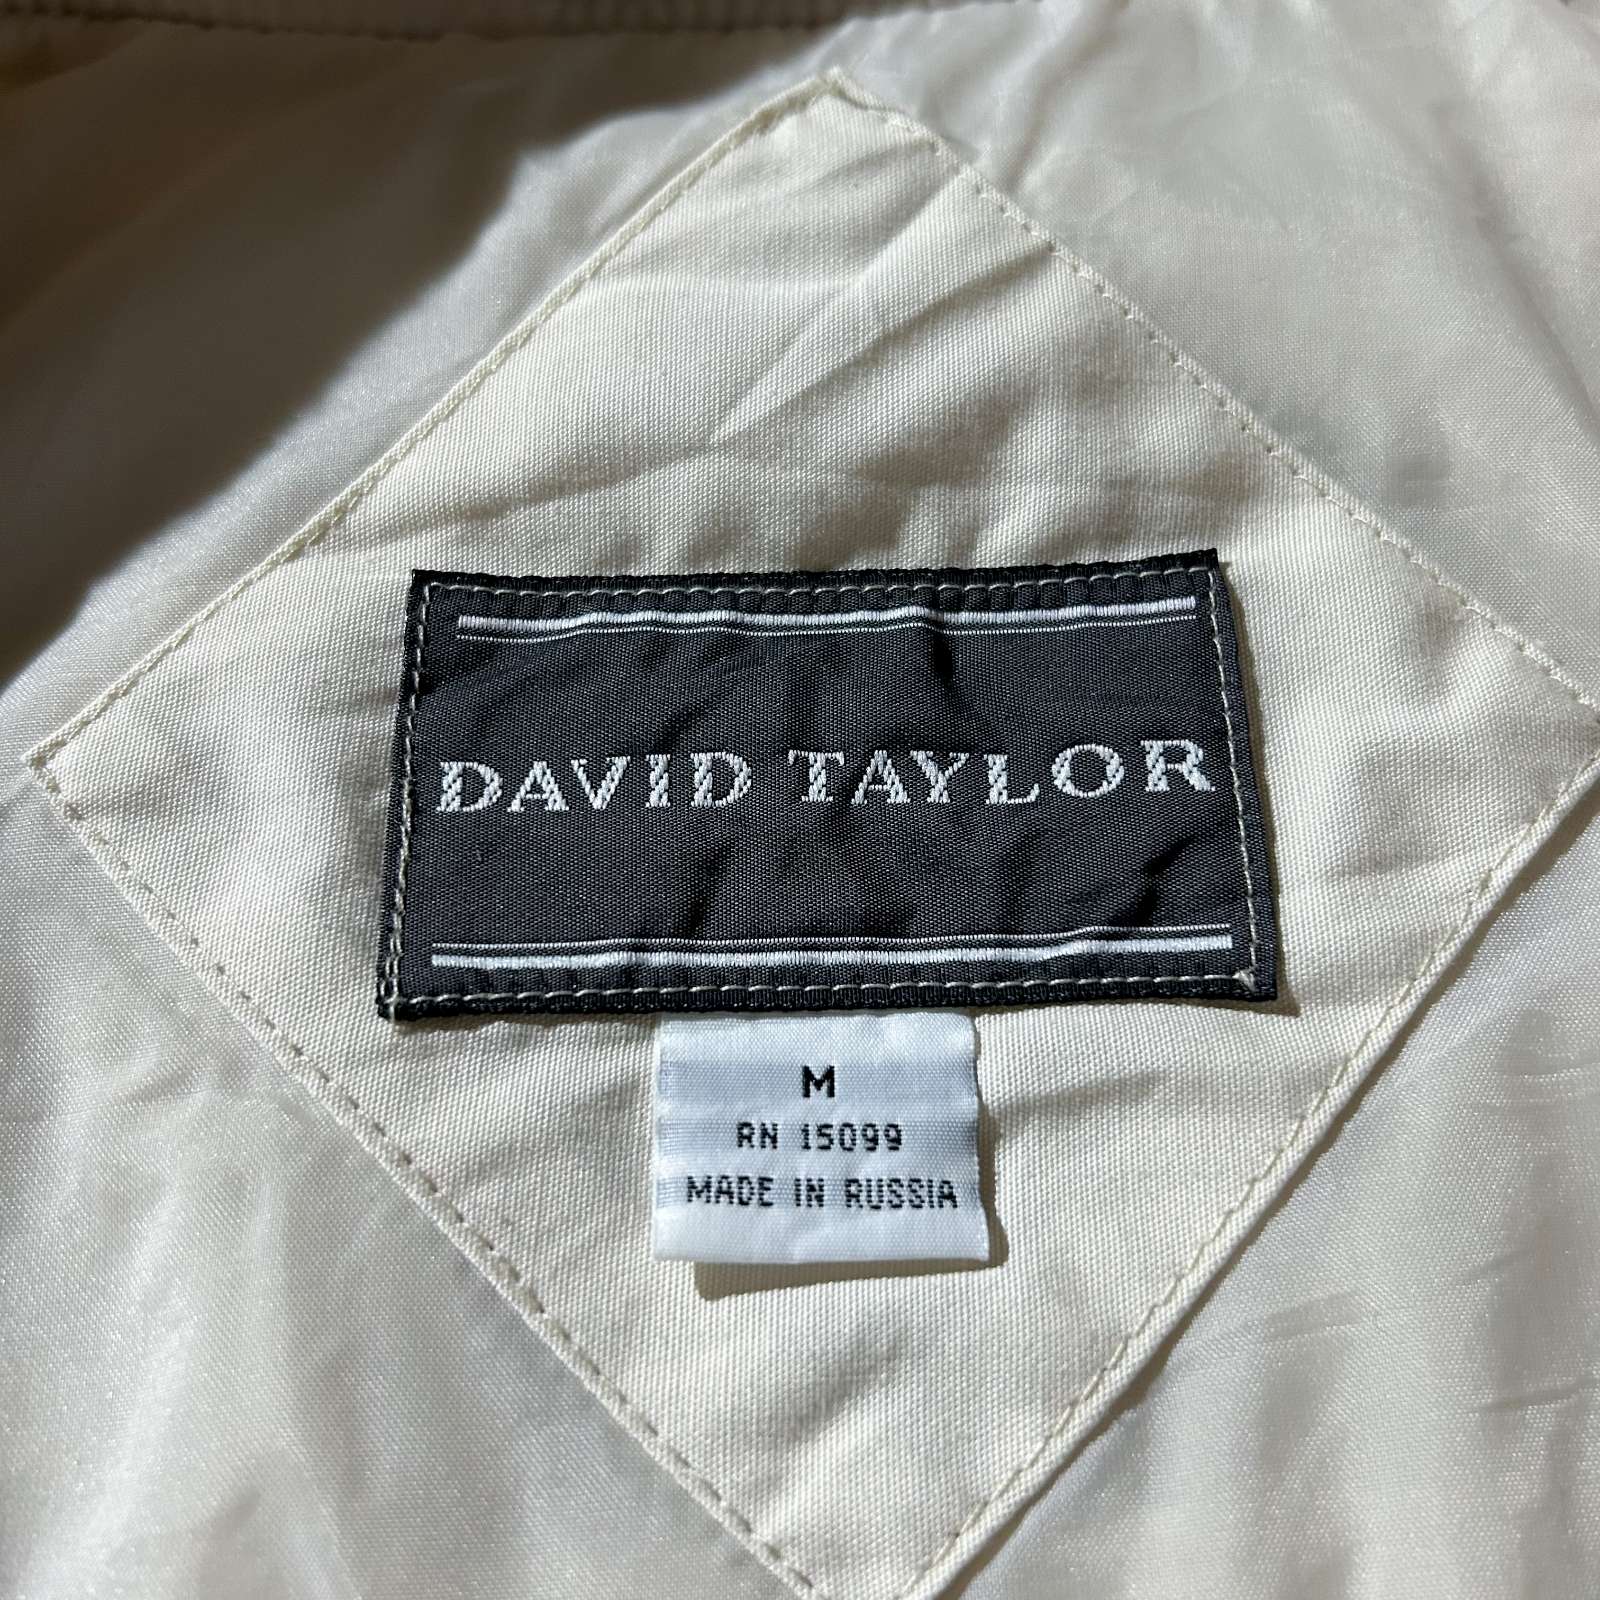 DAVID TAYLOR
M
RN 15099
MADE IN RUSSIA